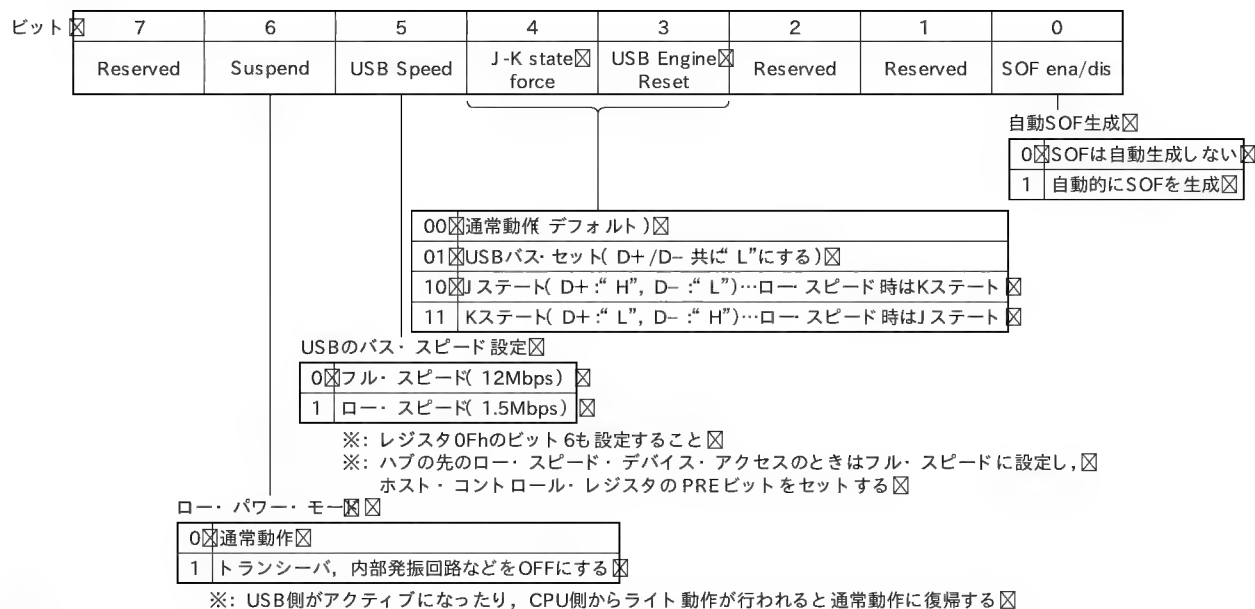 ビット 7 6 5 4 3 2 1 0
Reserved Suspend USB Speed J-K state force USB Engine Reset Reserved Reserved SOF ena/dis
自動SOF生成
0 SOFは自動生成しない
1 自動的にSOFを生成
00 通常動作( デフォルト )
01 USBバス・セット( D+/D− 共に“ L”にする )
10 Jステート( D+ :“ H”, D− :“ L”)…ロー・スピード時はKステート
11 Kステート( D+ :“ L”, D− :“ H”)…ロー・スピード時はJステート
USBのバス・スピード設定
0 フル・スピード( 12Mbps )
1 ロー・スピード( 1.5Mbps )
※: レジスタ0Fhのビット6も設定すること
※: ハブの先のロー・スピード・デバイス・アクセスのときはフル・スピードに設定し,
ホスト・コントロール・レジスタのPREビットをセットする
ロー・パワー・モード
0 通常動作
1 トランシーバ, 内部発振回路などをOFFにする
※: USB側がアクティブになったり, CPU側からライト動作が行われると通常動作に復帰する